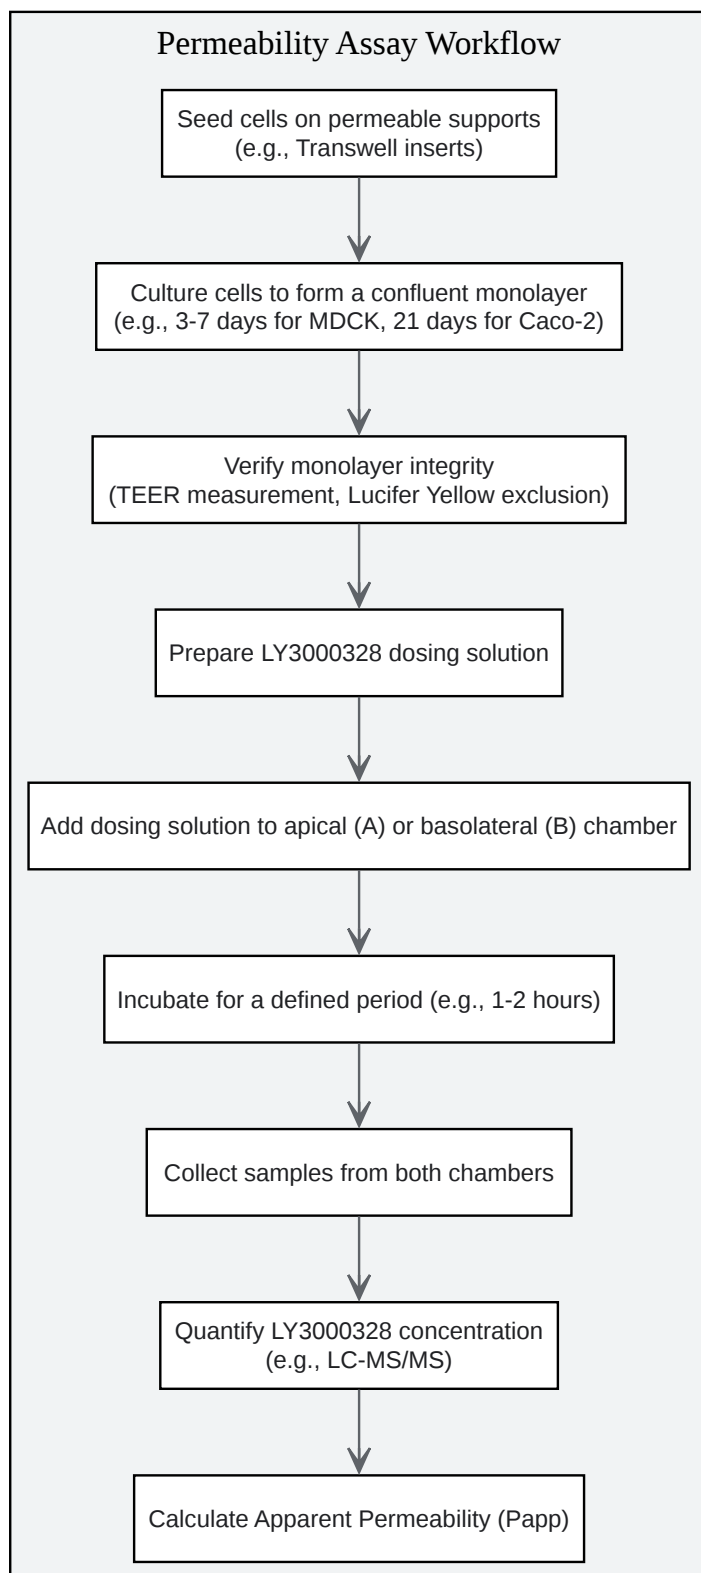 Permeability Assay Workflow
Seed cells on permeable supports
(e.g., Transwell inserts)
Culture cells to form a confluent monolayer
(e.g., 3-7 days for MDCK, 21 days for Caco-2)
Verify monolayer integrity
(TEER measurement, Lucifer Yellow exclusion)
Prepare LY3000328 dosing solution
Add dosing solution to apical (A) or basolateral (B) chamber
Incubate for a defined period (e.g., 1-2 hours)
Collect samples from both chambers
Quantify LY3000328 concentration
(e.g., LC-MS/MS)
Calculate Apparent Permeability (Papp)